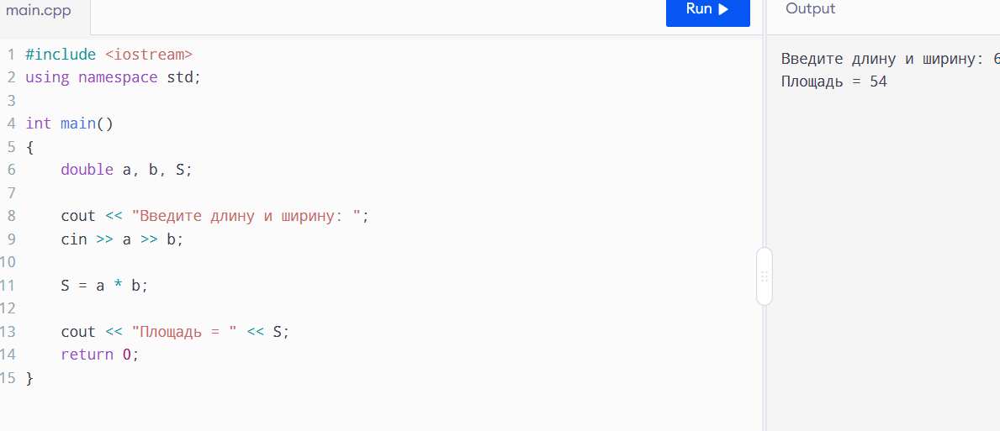 main.cpp
Run
Output
1 #include <iostream>
2 using namespace std;
3
4 int main()
5 {
6     double a, b, S;
7
8     cout << "Введите длину и ширину: ";
9     cin >> a >> b;
10
11     S = a * b;
12
13     cout << "Площадь = " << S;
14     return 0;
15 }
Введите длину и ширину: 6
Площадь = 54